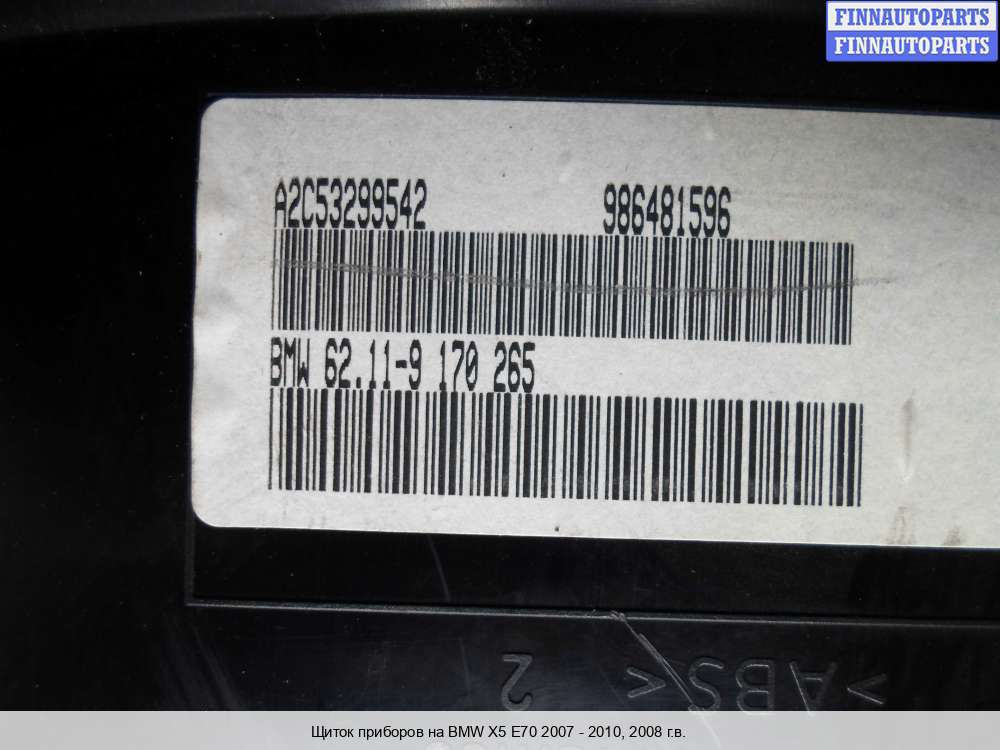 FINNAUTOPARTS
FINNAUTOPARTS
A2C53299542 986481596
BMW 62.11-9 170 265
>ABS< 2
Щиток приборов на BMW X5 E70 2007 - 2010, 2008 г.в.